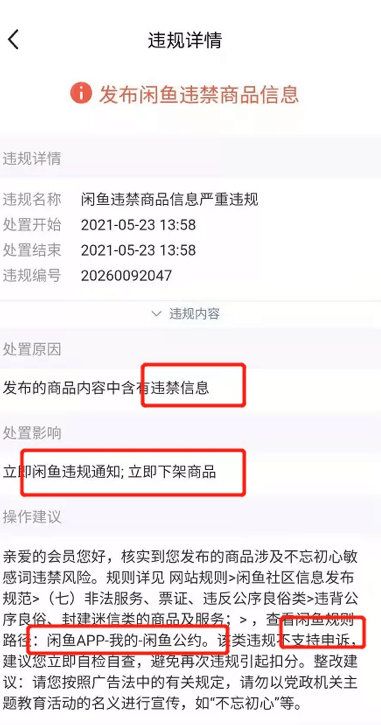 违规详情
发布闲鱼违禁商品信息
违规详情
违规名称 闲鱼违禁商品信息严重违规
处置开始 2021-05-23 13:58
处置结束 2021-05-23 13:58
违规编号 20260092047
违规内容
处置原因
发布的商品内容中含有违禁信息
处置影响
立即闲鱼违规通知; 立即下架商品
操作建议
亲爱的会员您好，核实到您发布的商品涉及不忘初心敏
感词违禁风险。规则详见 网站规则>闲鱼社区信息发布
规范>（七）非法服务、票证、违反公序良俗类>违背公
序良俗、封建迷信类的商品及服务；>，查看闲鱼规则
路径：闲鱼APP-我的-闲鱼公约。该类违规不支持申诉，
建议您立即自检自查，避免再次违规引起扣分。整改建
议：请您按照广告法中的有关规定，请勿以党政机关主
题教育活动的名义进行宣传，如“不忘初心”等。